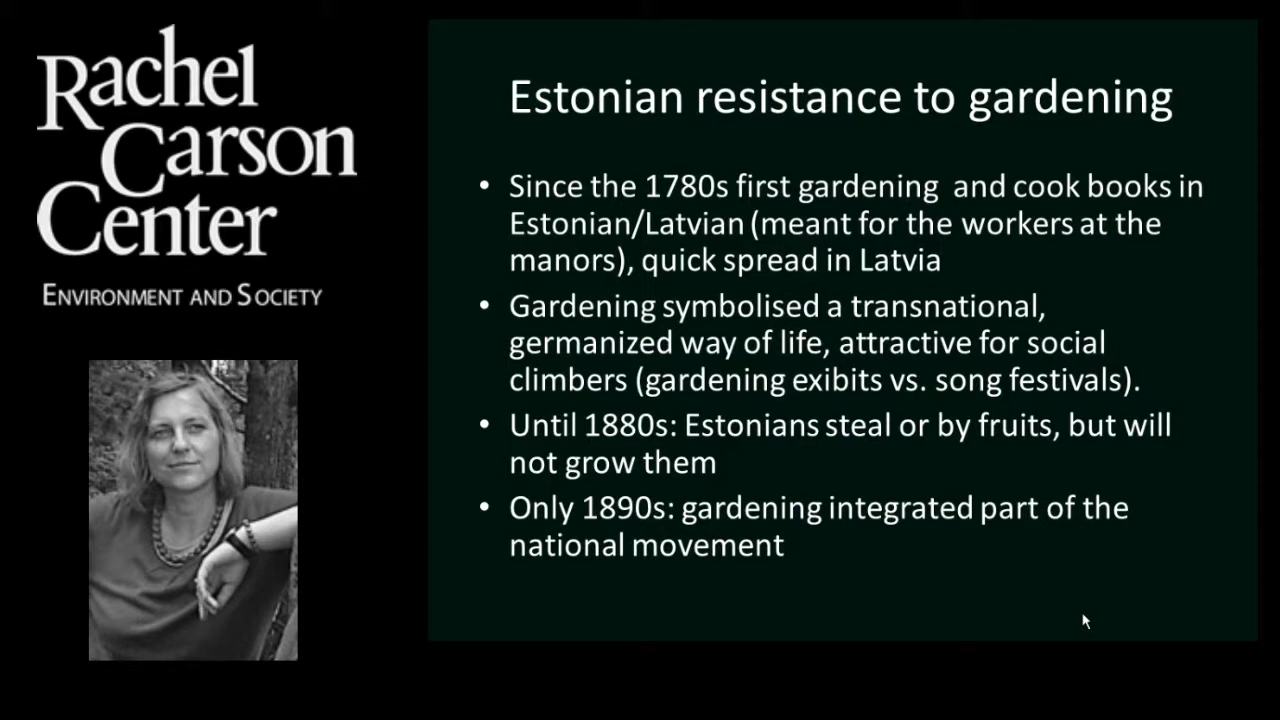 Rachel
Carson
Center
ENVIRONMENT AND SOCIETY
Estonian resistance to gardening
• Since the 1780s first gardening  and cook books in
Estonian/Latvian (meant for the workers at the
manors), quick spread in Latvia
• Gardening symbolised a transnational,
germanized way of life, attractive for social
climbers (gardening exibits vs. song festivals).
• Until 1880s: Estonians steal or by fruits, but will
not grow them
• Only 1890s: gardening integrated part of the
national movement